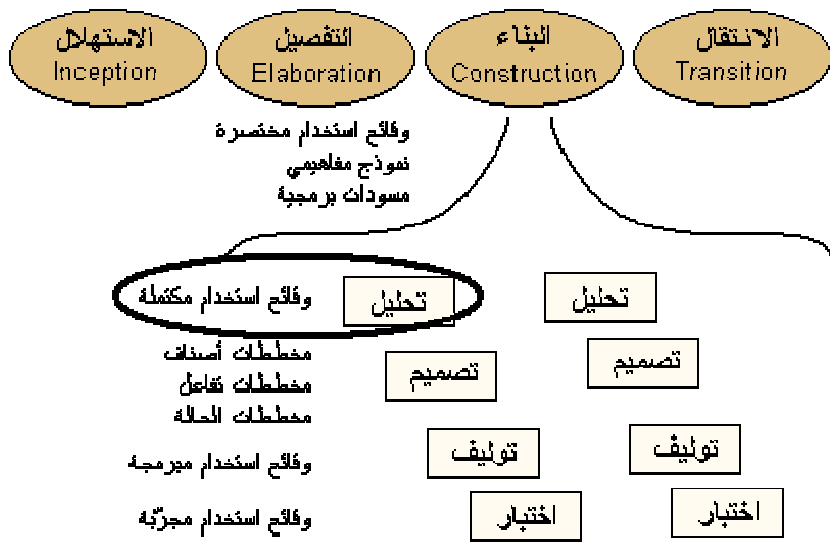 الاستهلال
Inception
التفصيل
Elaboration
البناء
Construction
الانتقال
Transition
وقائع استخدام مختصرة
نموذج مفاهيمي
مسودات برمجية
وقائع استخدام مكتملة
تحليل
تحليل
مخططات أصناف
مخططات تفاعل
مخططات الحالة
تصميم
تصميم
وقائع استخدام مبرمجة
توليف
توليف
وقائع استخدام مجرّبة
اختبار
اختبار